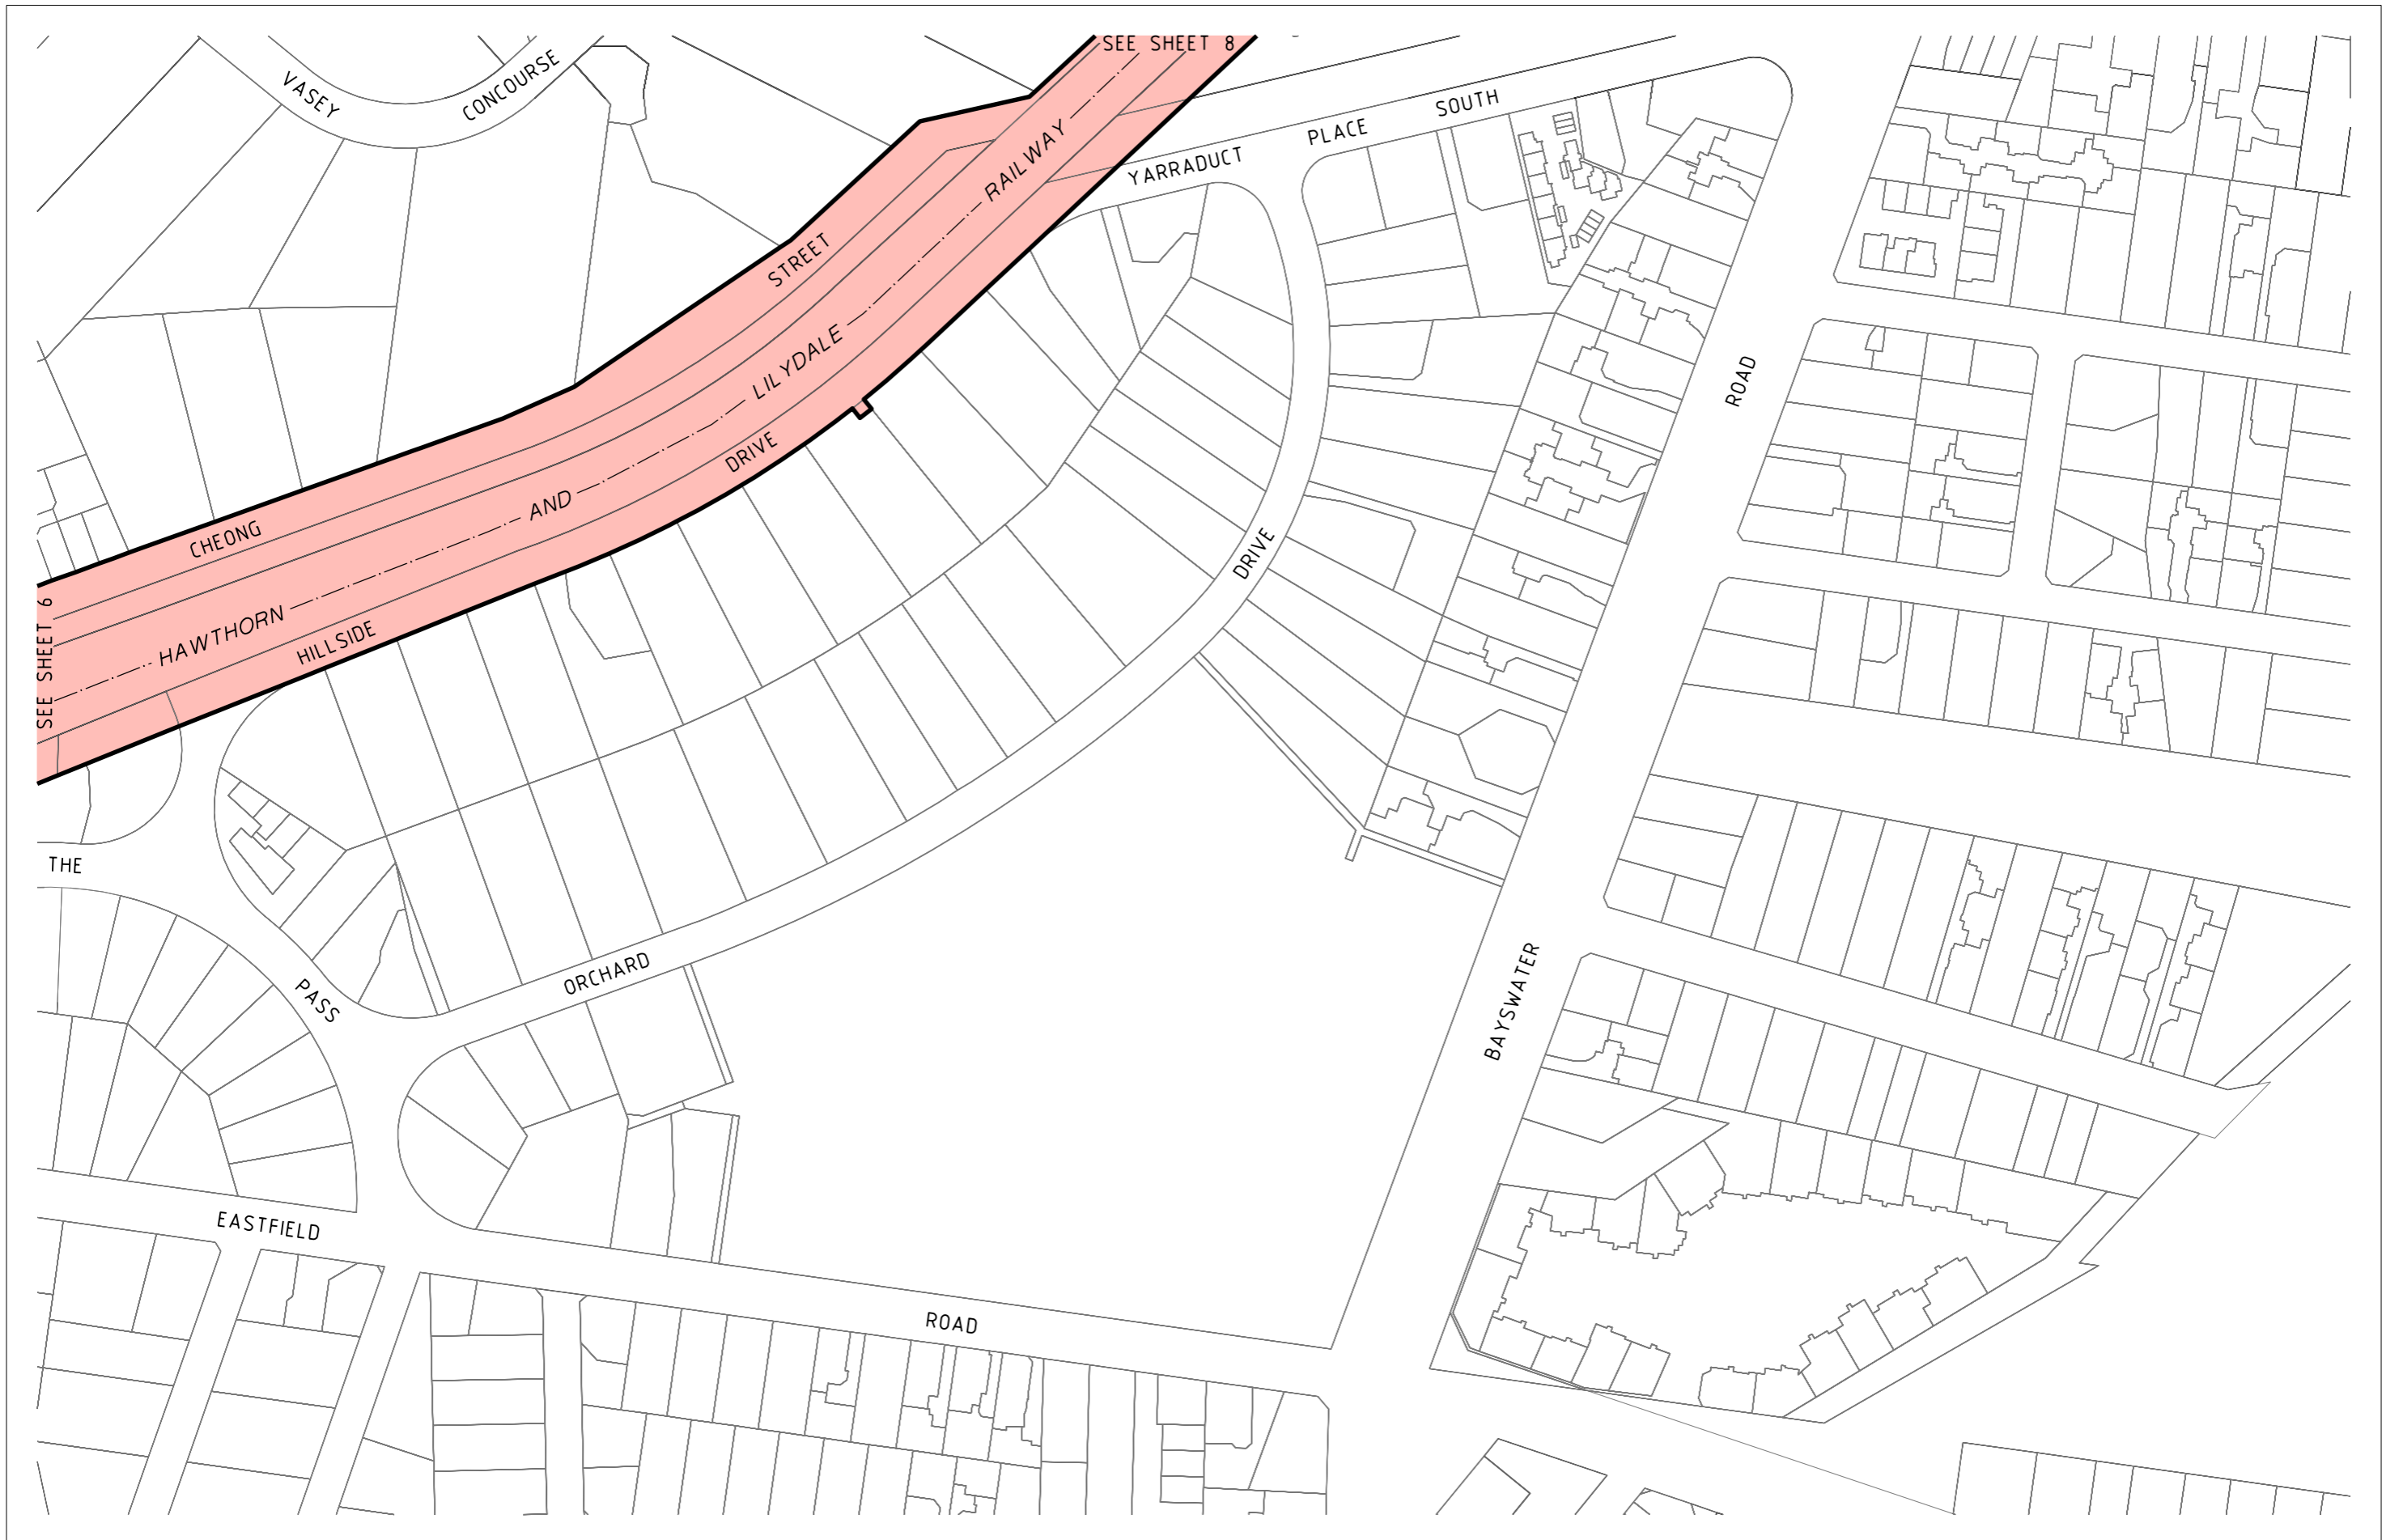 SEE SHEET 8
VASEY CONCOURSE
YARRADUCT PLACE SOUTH
CHEONG STREET
HAWTHORN AND LILYDALE RAILWAY
HILLSIDE DRIVE
SEE SHEET 6
ORCHARD DRIVE
BAYSWATER ROAD
THE PASS
EASTFIELD ROAD